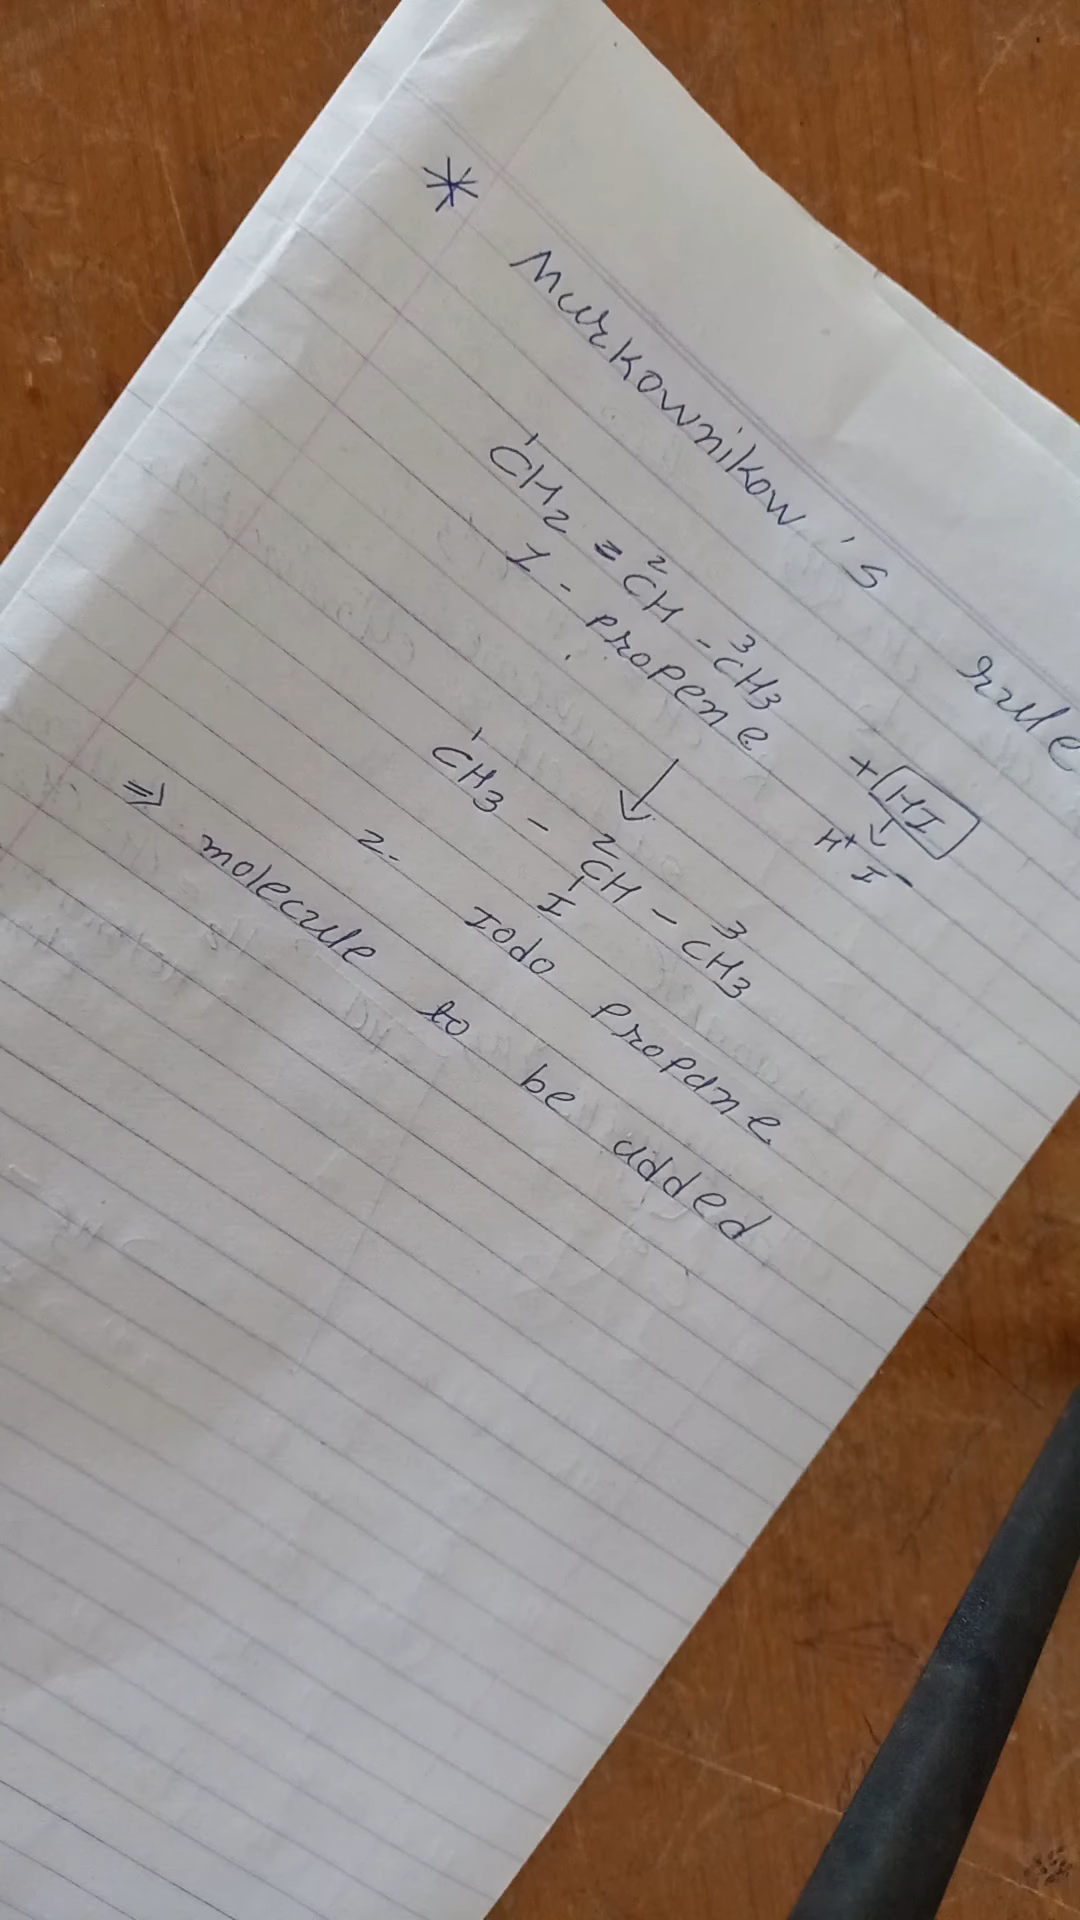 * Markownikow's rule
¹CH₂ = ²CH - ³CH₃ + HI
1 - propene H⁺ I⁻
↓
¹CH₃ - ²CH - ³CH₃
I
2- Iodo propane
⇒ molecule to be added